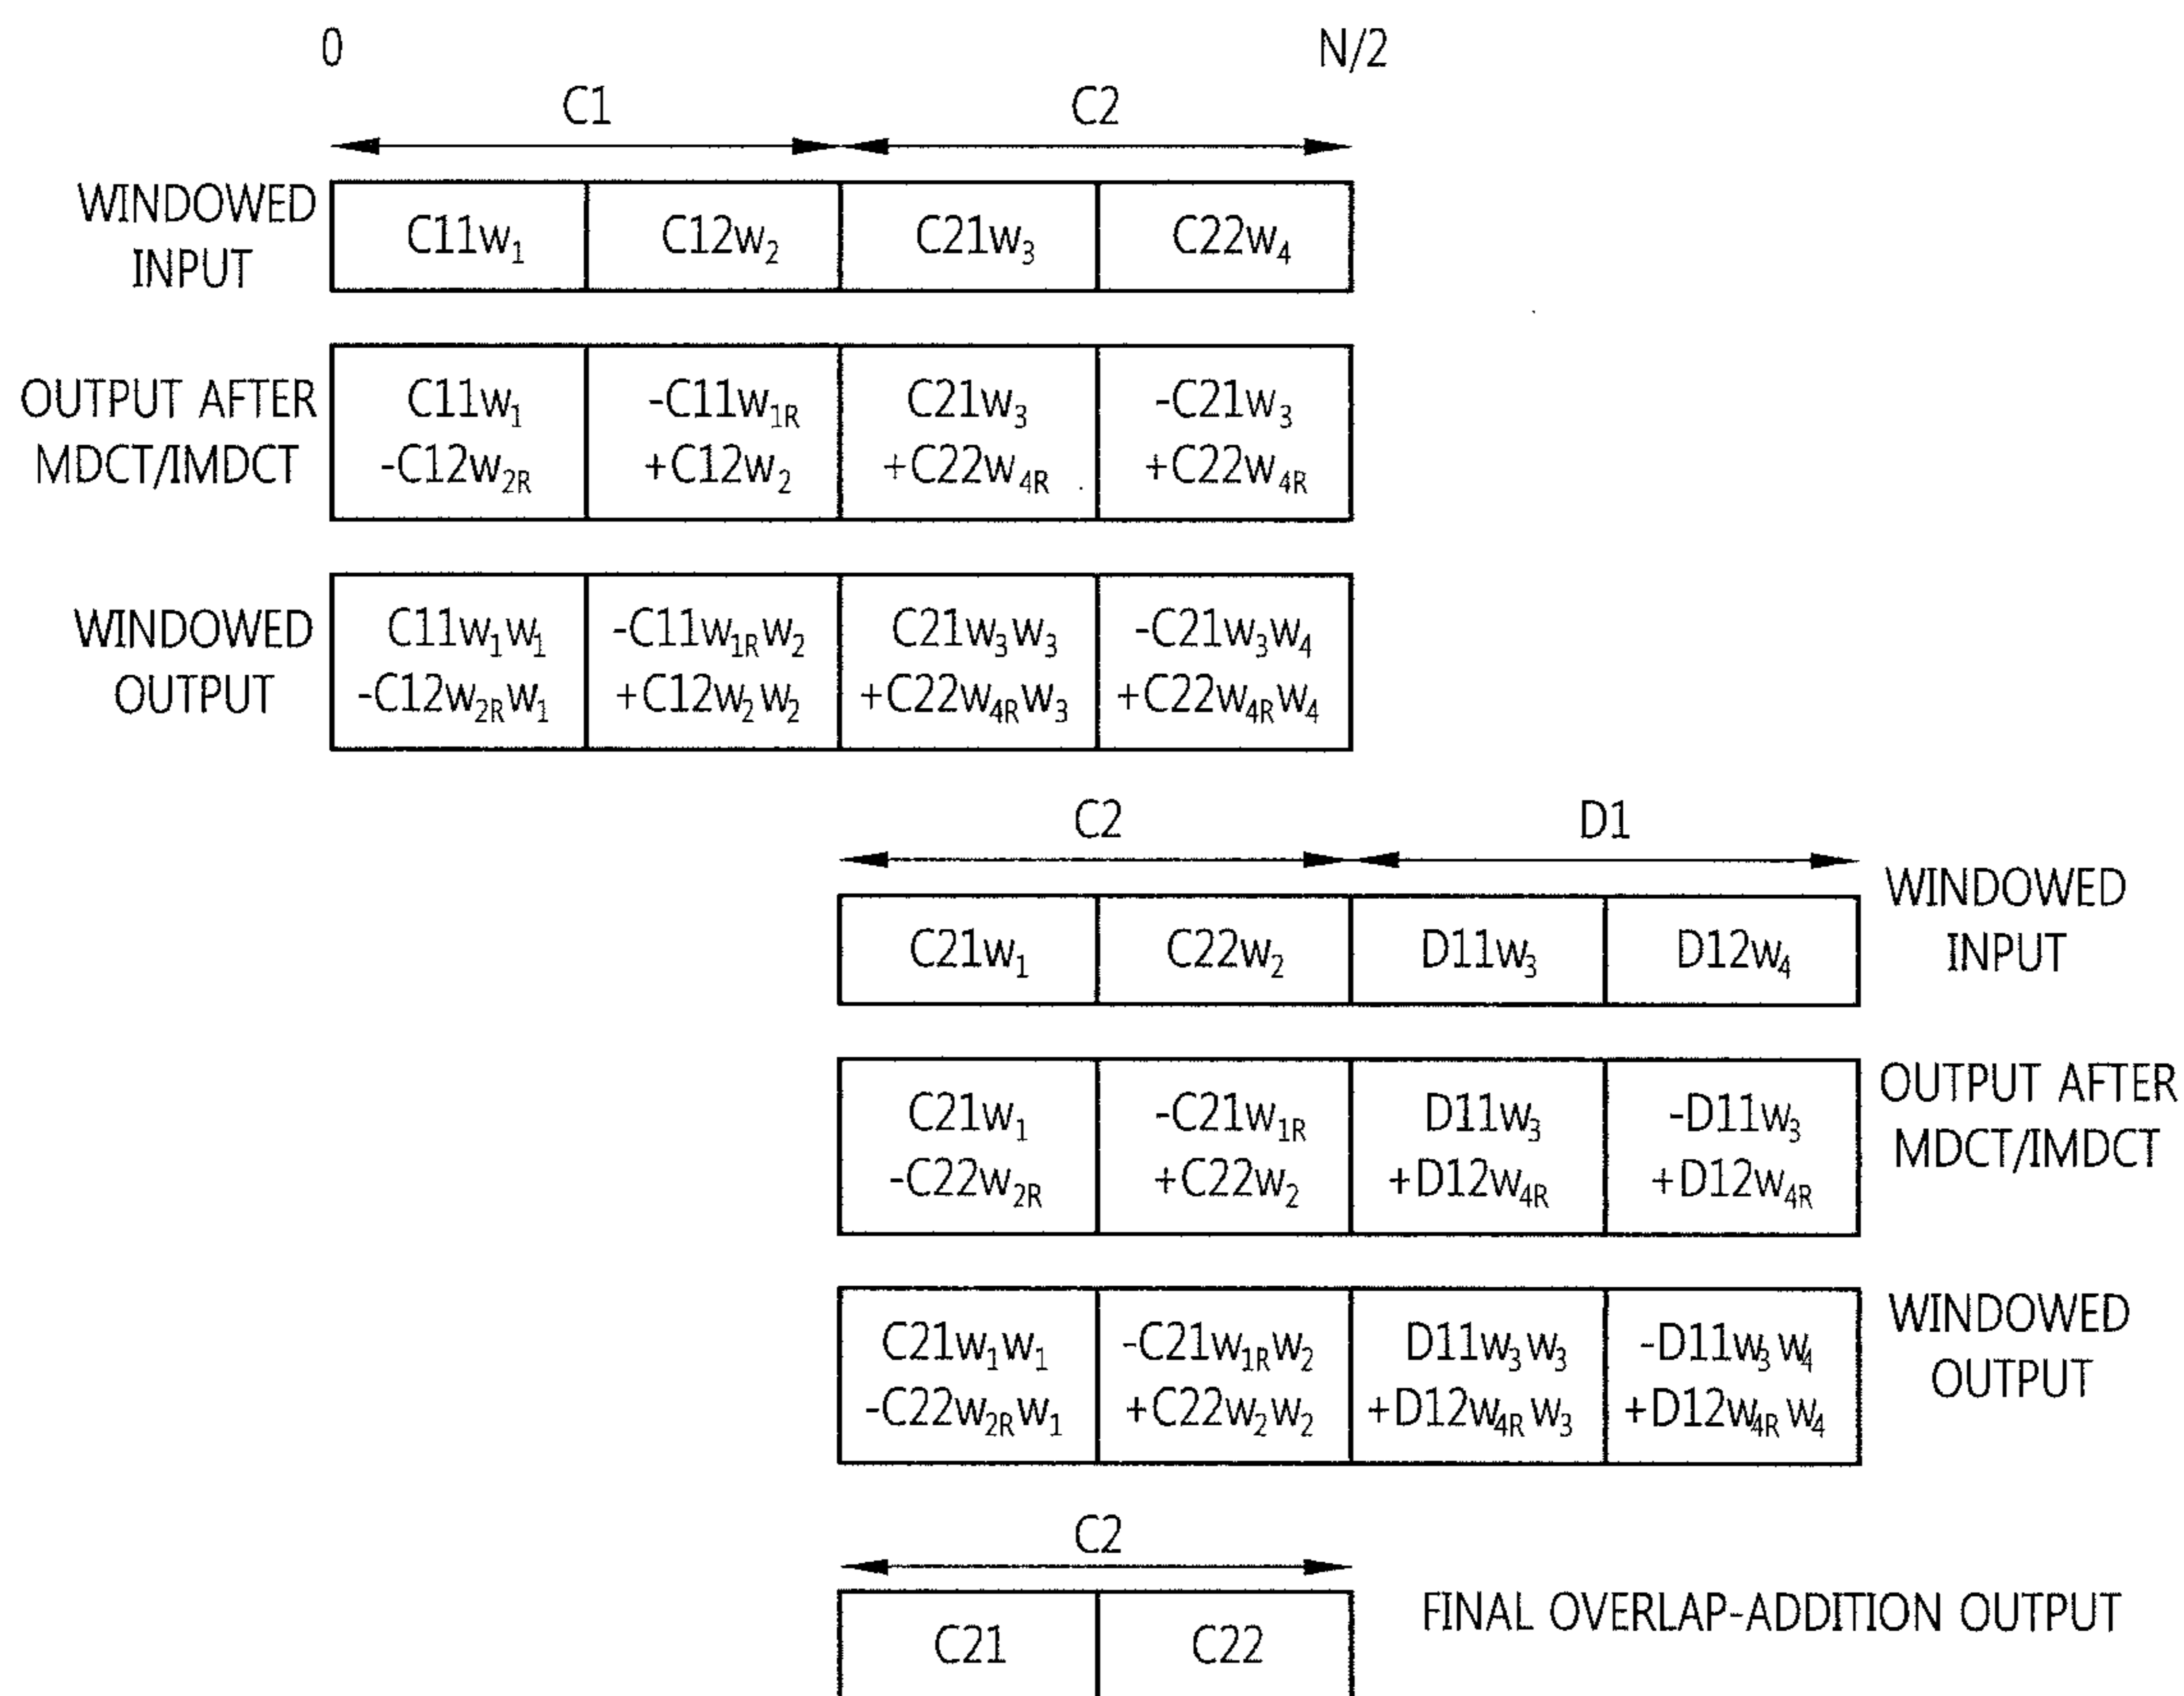 0 N/2
C1 C2
WINDOWED
INPUT
C11w₁ C12w₂ C21w₃ C22w₄
OUTPUT AFTER
MDCT/IMDCT
C11w₁ -C11w₁R C21w₃ -C21w₃
-C12w₂R +C12w₂ +C22w₄R +C22w₄R
WINDOWED
OUTPUT
C11w₁w₁ -C11w₁Rw₂ C21w₃w₃ -C21w₃w₄
-C12w₂Rw₁ +C12w₂w₂ +C22w₄Rw₃ +C22w₄Rw₄
C2 D1
C21w₁ C22w₂ D11w₃ D12w₄
WINDOWED
INPUT
C21w₁ -C21w₁R D11w₃ -D11w₃
-C22w₂R +C22w₂ +D12w₄R +D12w₄R
OUTPUT AFTER
MDCT/IMDCT
C21w₁w₁ -C21w₁Rw₂ D11w₃w₃ -D11w₃w₄
-C22w₂Rw₁ +C22w₂w₂ +D12w₄Rw₃ +D12w₄Rw₄
WINDOWED
OUTPUT
C2
C21 C22
FINAL OVERLAP-ADDITION OUTPUT